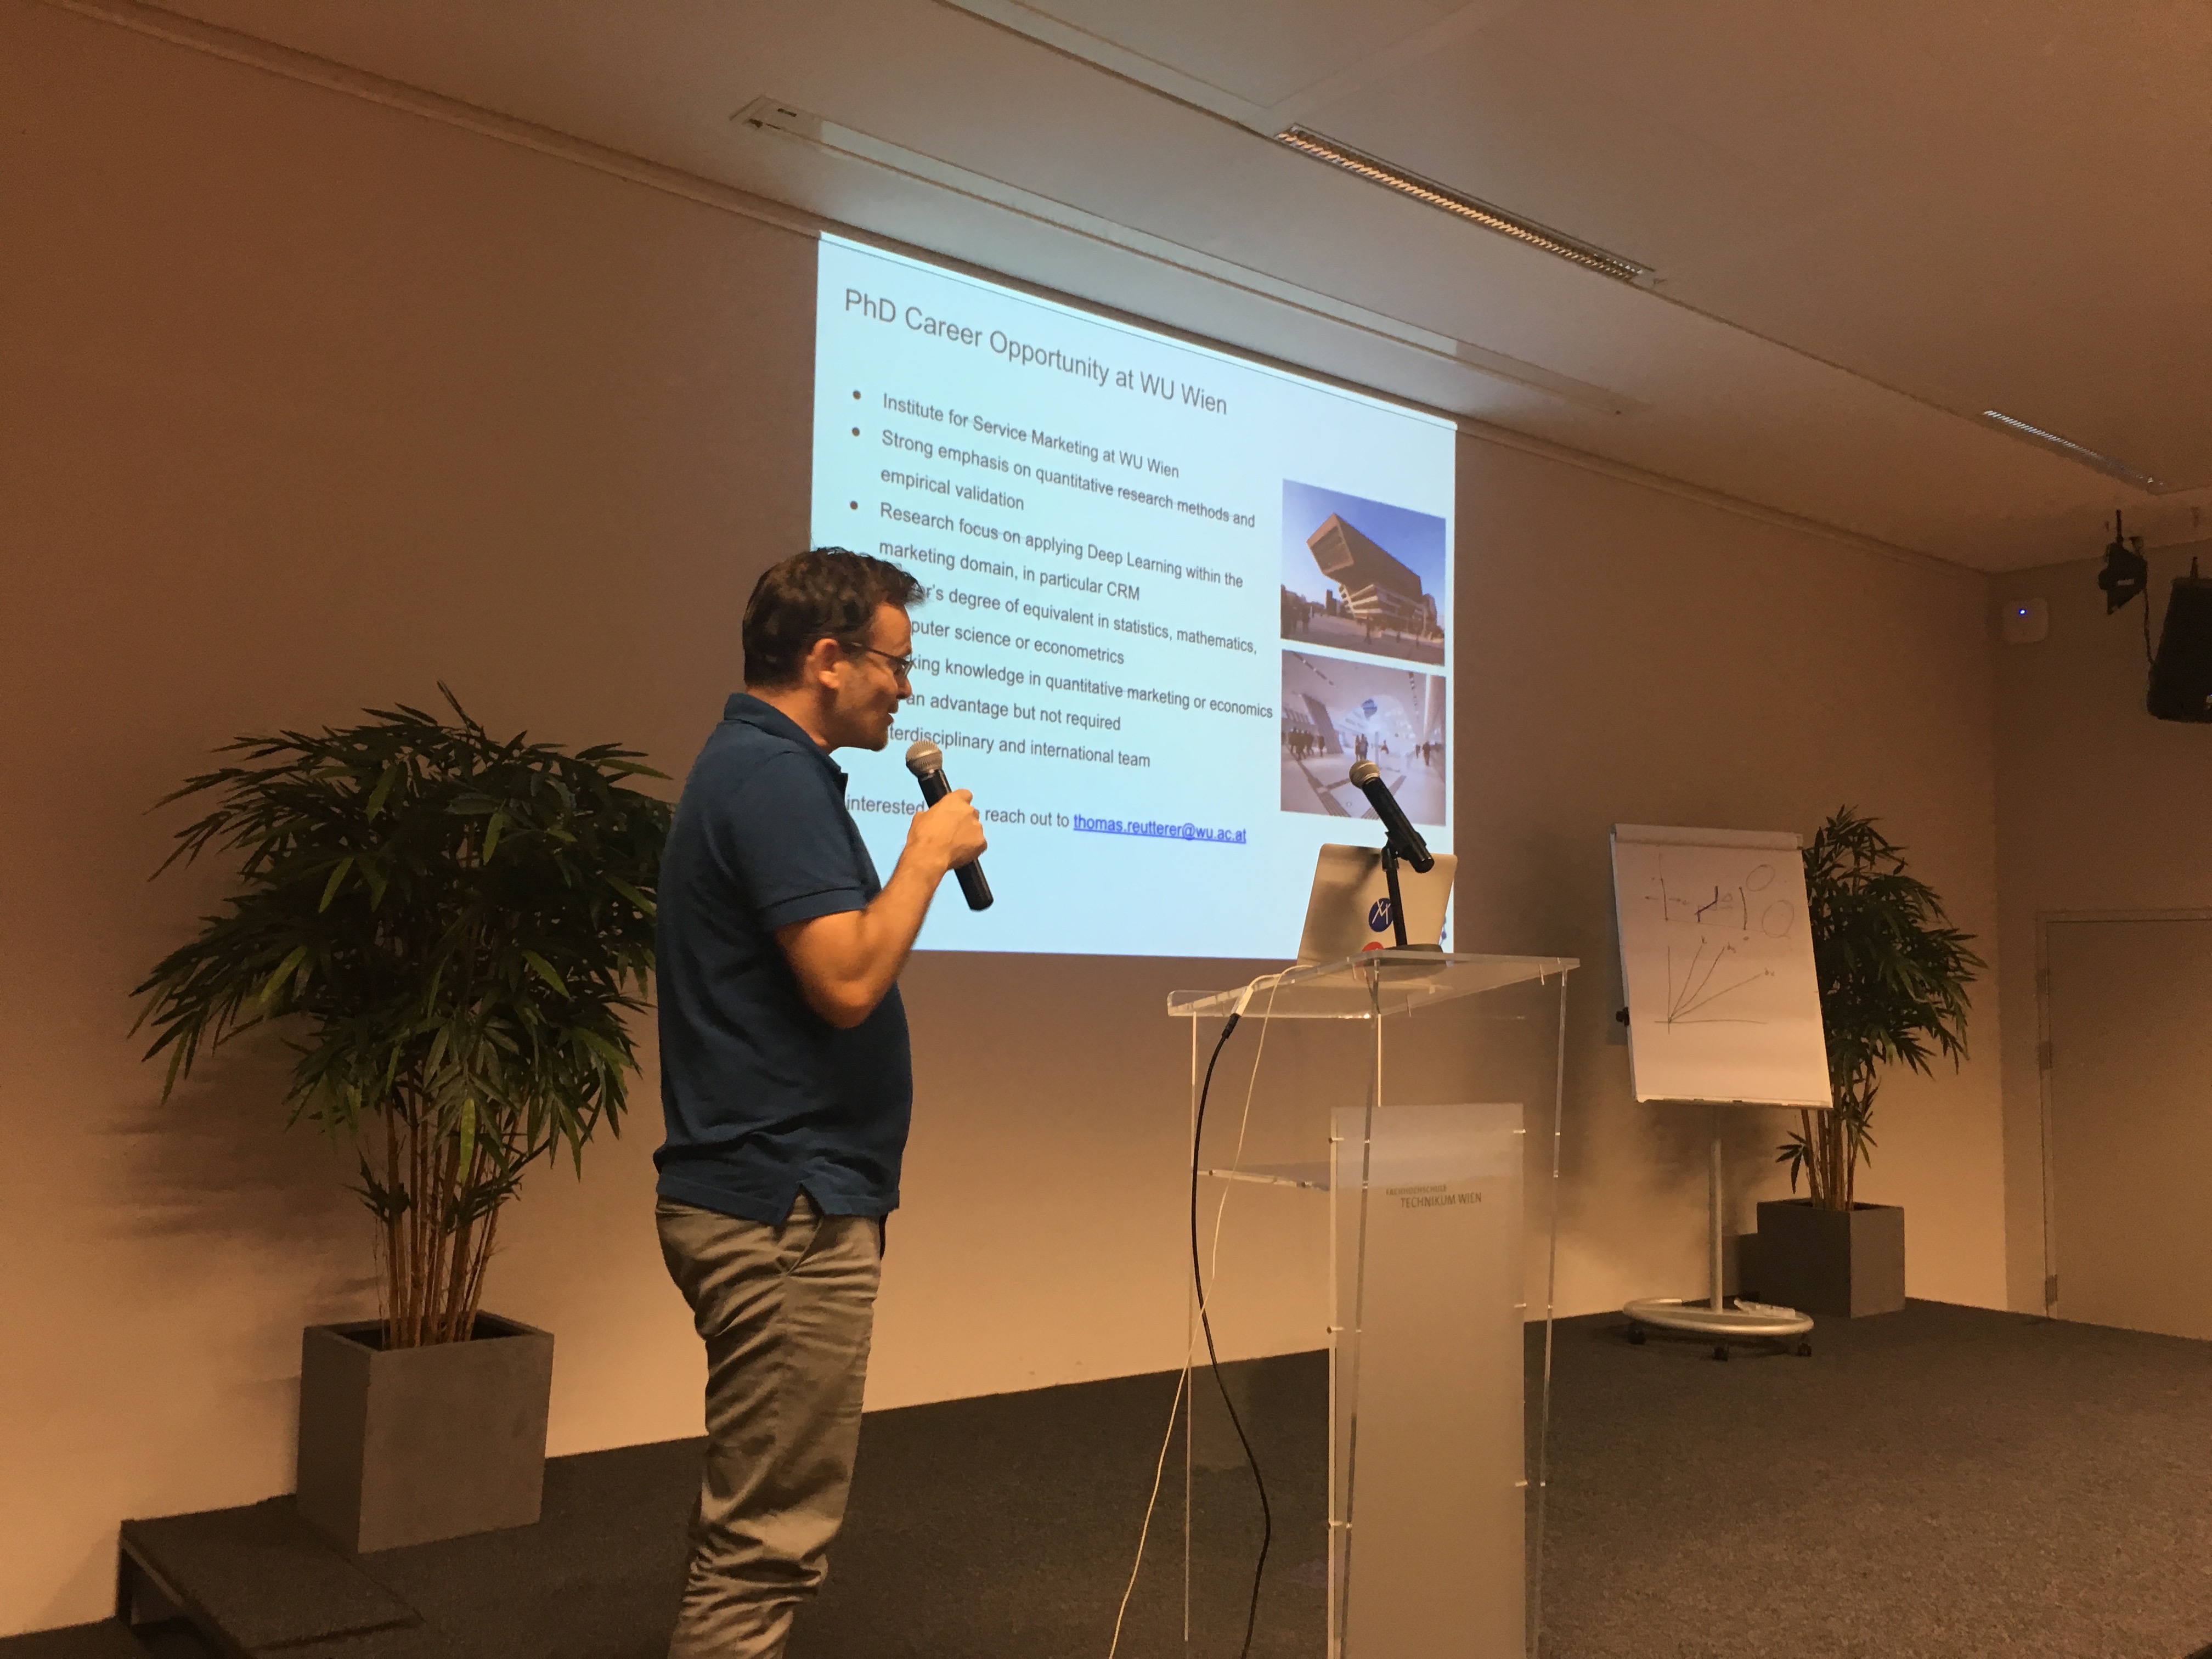 PhD Career Opportunity at WU Wien
● Institute for Service Marketing at WU Wien
● Strong emphasis on quantitative research methods and
empirical validation
● Research focus on applying Deep Learning within the
marketing domain, in particular CRM
r's degree of equivalent in statistics, mathematics,
puter science or econometrics
king knowledge in quantitative marketing or economics
an advantage but not required
terdisciplinary and international team
interested reach out to thomas.reutterer@wu.ac.at
FACHHOCHSCHULE
TECHNIKUM WIEN